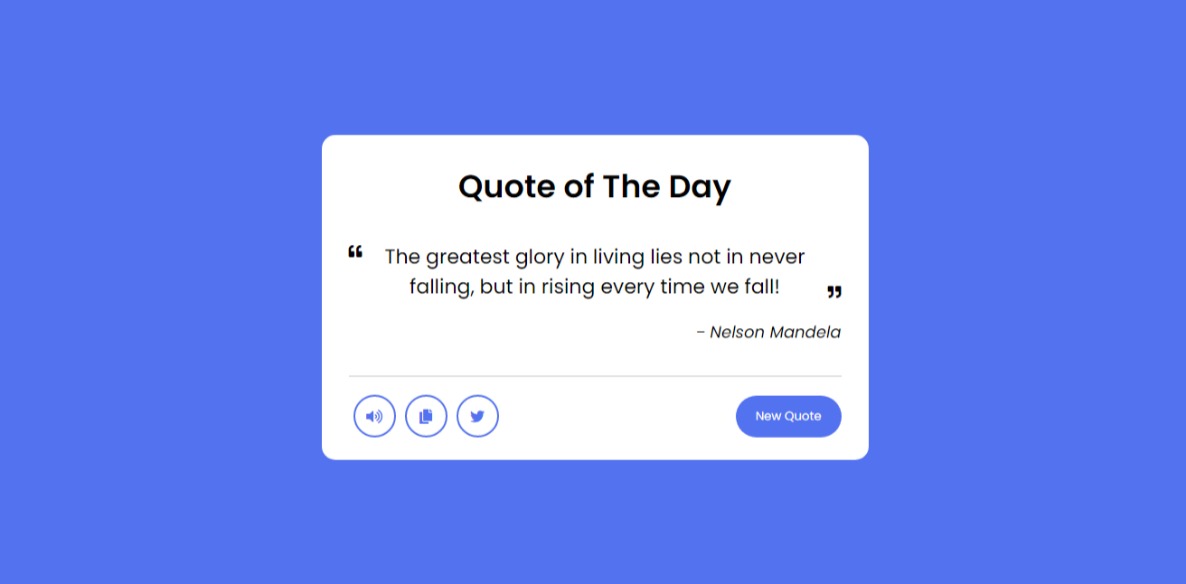 Quote of The Day
“ The greatest glory in living lies not in never
falling, but in rising every time we fall! ”
- Nelson Mandela
New Quote